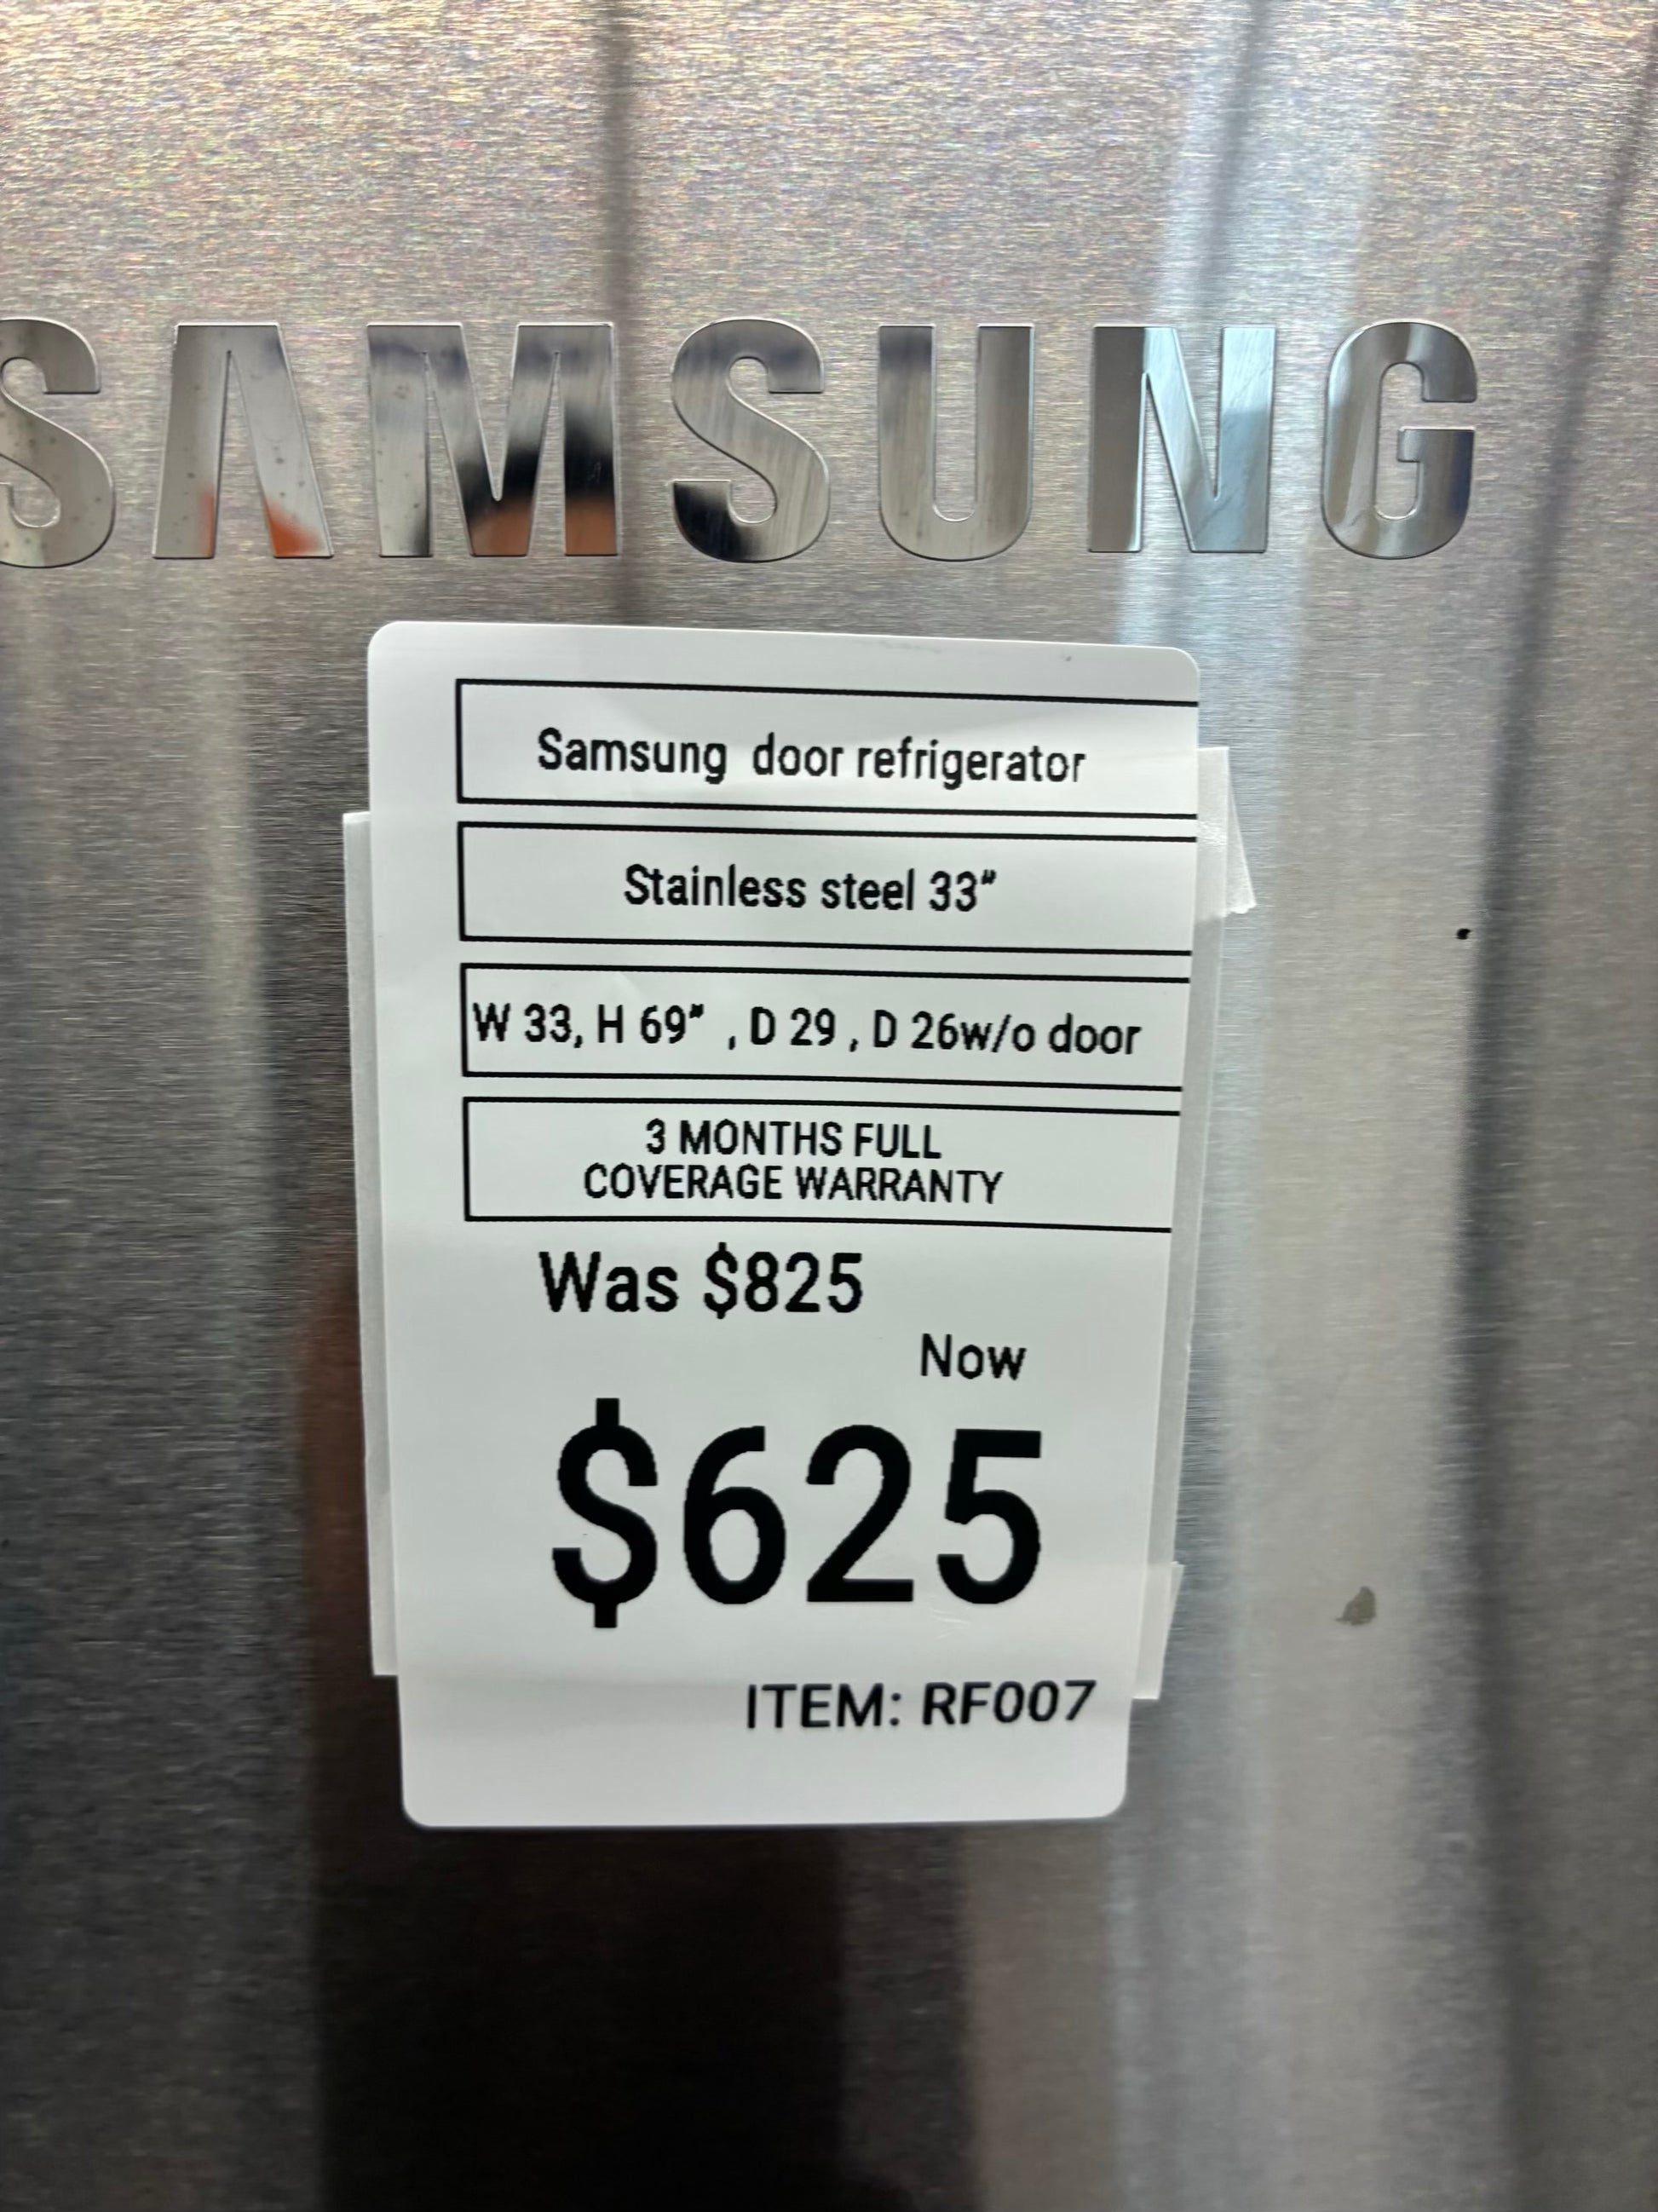 SAMSUNG
Samsung door refrigerator
Stainless steel 33"
W 33, H 69" , D 29 , D 26w/o door
3 MONTHS FULL
COVERAGE WARRANTY
Was $825
Now
$625
ITEM: RF007